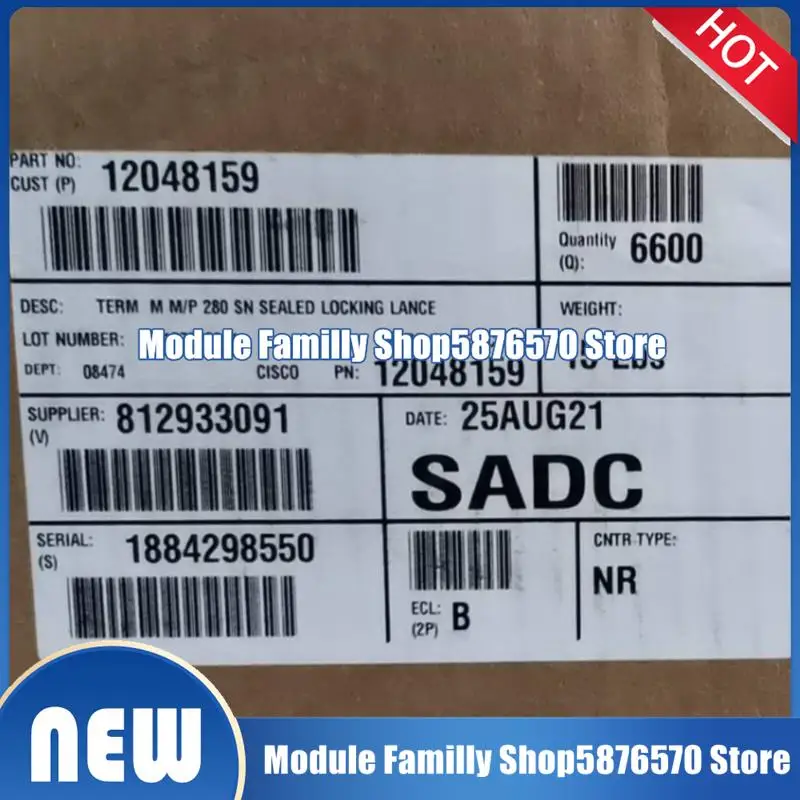 HOT
PART NO:
CUST (P) 12048159
Quantity
(Q): 6600
DESC: TERM M M/P 280 SN SEALED LOCKING LANCE
WEIGHT:
LOT NUMBER:
Module Familly Shop5876570 Store
Lbs
DEPT: 08474 CISCO PN: 12048159
SUPPLIER: 812933091
(V)
DATE: 25AUG21
SADC
SERIAL: 1884298550
(S)
ECL: B
(2P)
CNTR TYPE:
NR
NEW
Module Familly Shop5876570 Store